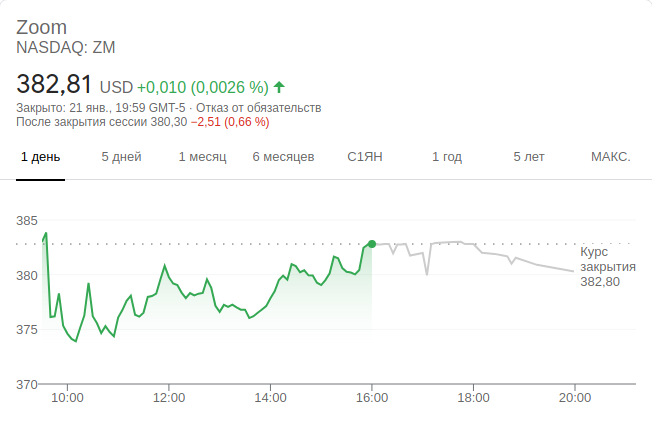 Zoom
NASDAQ: ZM
382,81 USD +0,010 (0,0026 %)
Закрыто: 21 янв., 19:59 GMT-5 · Отказ от обязательств
После закрытия сессии 380,30 −2,51 (0,66 %)
1 день 5 дней 1 месяц 6 месяцев С1ЯН 1 год 5 лет МАКС.
385
Курс
закрытия
382,80
380
375
370
10:00 12:00 14:00 16:00 18:00 20:00